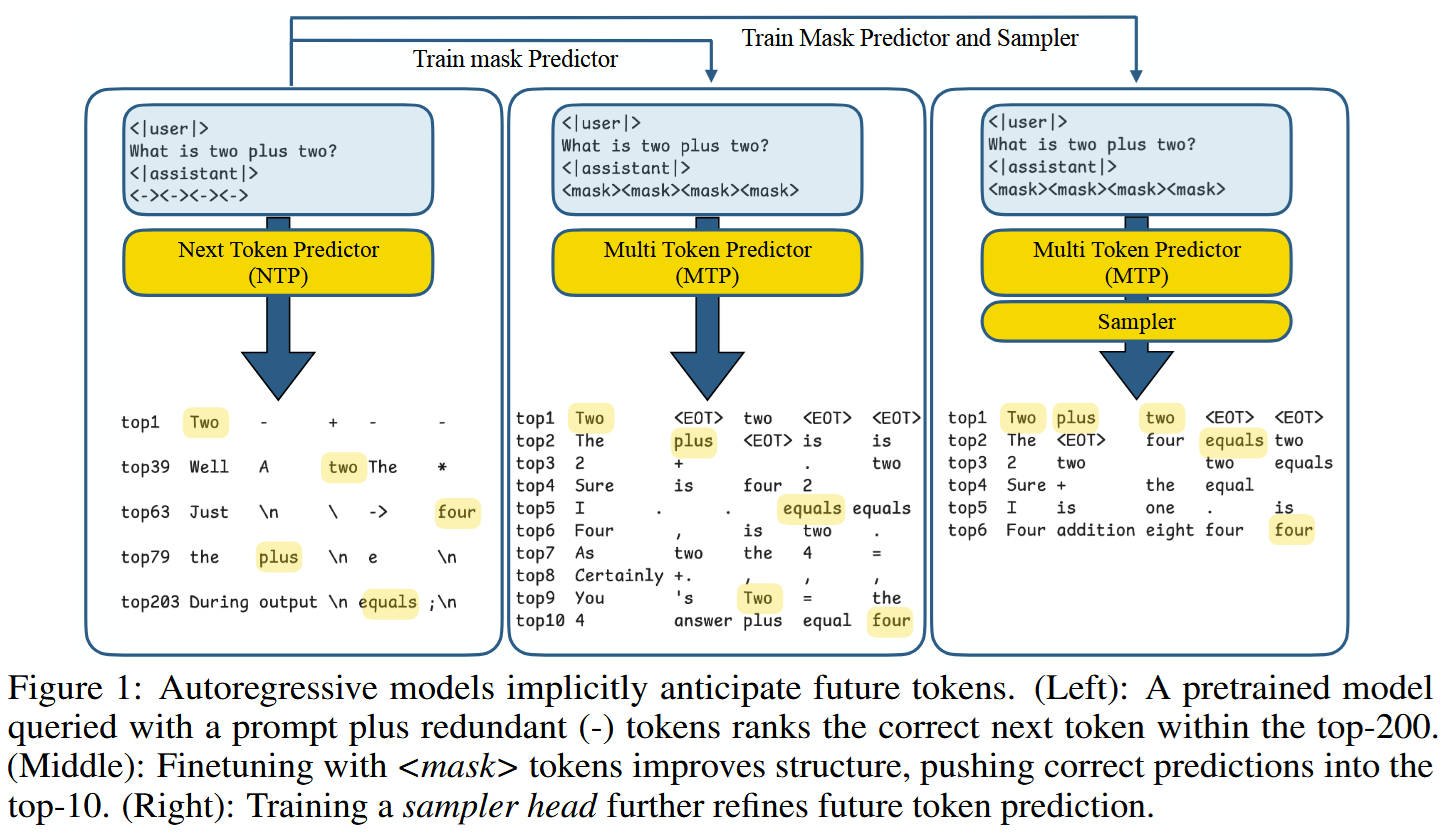 Train Mask Predictor and Sampler
Train mask Predictor
<|user|>
What is two plus two?
<|assistant|>
<-><-><-><->
Next Token Predictor
(NTP)
top1 Two - + - -
top39 Well A two The *
top63 Just \n \ -> four
top79 the plus \n e \n
top203 During output \n equals ;\n
<|user|>
What is two plus two?
<|assistant|>
<mask><mask><mask><mask>
Multi Token Predictor
(MTP)
top1 Two <EOT> two <EOT> <EOT>
top2 The plus <EOT> is is
top3 2 + . two
top4 Sure is four 2
top5 I . . equals equals
top6 Four , is two .
top7 As two the 4 =
top8 Certainly +. , , ,
top9 You 's Two = the
top10 4 answer plus equal four
<|user|>
What is two plus two?
<|assistant|>
<mask><mask><mask><mask>
Multi Token Predictor
(MTP)
Sampler
top1 Two plus two <EOT> <EOT>
top2 The <EOT> four equals two
top3 2 two two equals
top4 Sure + the equal
top5 I is one . is
top6 Four addition eight four four
Figure 1: Autoregressive models implicitly anticipate future tokens. (Left): A pretrained model
queried with a prompt plus redundant (-) tokens ranks the correct next token within the top-200.
(Middle): Finetuning with <mask> tokens improves structure, pushing correct predictions into the
top-10. (Right): Training a sampler head further refines future token prediction.